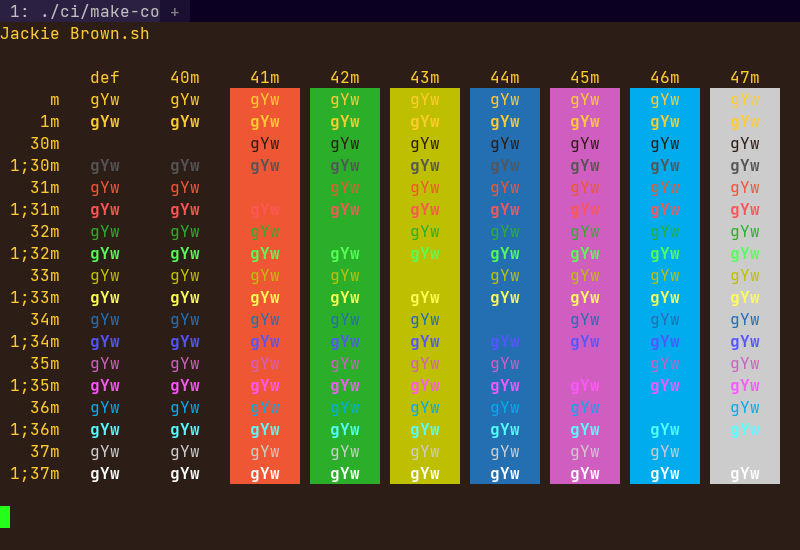 1: ./ci/make-co +
Jackie Brown.sh
def 40m 41m 42m 43m 44m 45m 46m 47m
m gYw gYw gYw gYw gYw gYw gYw gYw gYw
1m gYw gYw gYw gYw gYw gYw gYw gYw gYw
30m gYw gYw gYw gYw gYw gYw gYw
1;30m gYw gYw gYw gYw gYw gYw gYw gYw gYw
31m gYw gYw gYw gYw gYw gYw gYw gYw
1;31m gYw gYw gYw gYw gYw gYw gYw gYw gYw
32m gYw gYw gYw gYw gYw gYw gYw gYw
1;32m gYw gYw gYw gYw gYw gYw gYw gYw gYw
33m gYw gYw gYw gYw gYw gYw gYw gYw
1;33m gYw gYw gYw gYw gYw gYw gYw gYw gYw
34m gYw gYw gYw gYw gYw gYw gYw gYw
1;34m gYw gYw gYw gYw gYw gYw gYw gYw gYw
35m gYw gYw gYw gYw gYw gYw gYw gYw
1;35m gYw gYw gYw gYw gYw gYw gYw gYw gYw
36m gYw gYw gYw gYw gYw gYw gYw gYw
1;36m gYw gYw gYw gYw gYw gYw gYw gYw gYw
37m gYw gYw gYw gYw gYw gYw gYw gYw
1;37m gYw gYw gYw gYw gYw gYw gYw gYw gYw